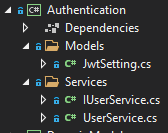 C# Authentication
Dependencies
Models
C# JwtSetting.cs
Services
C# IUserService.cs
C# UserService.cs